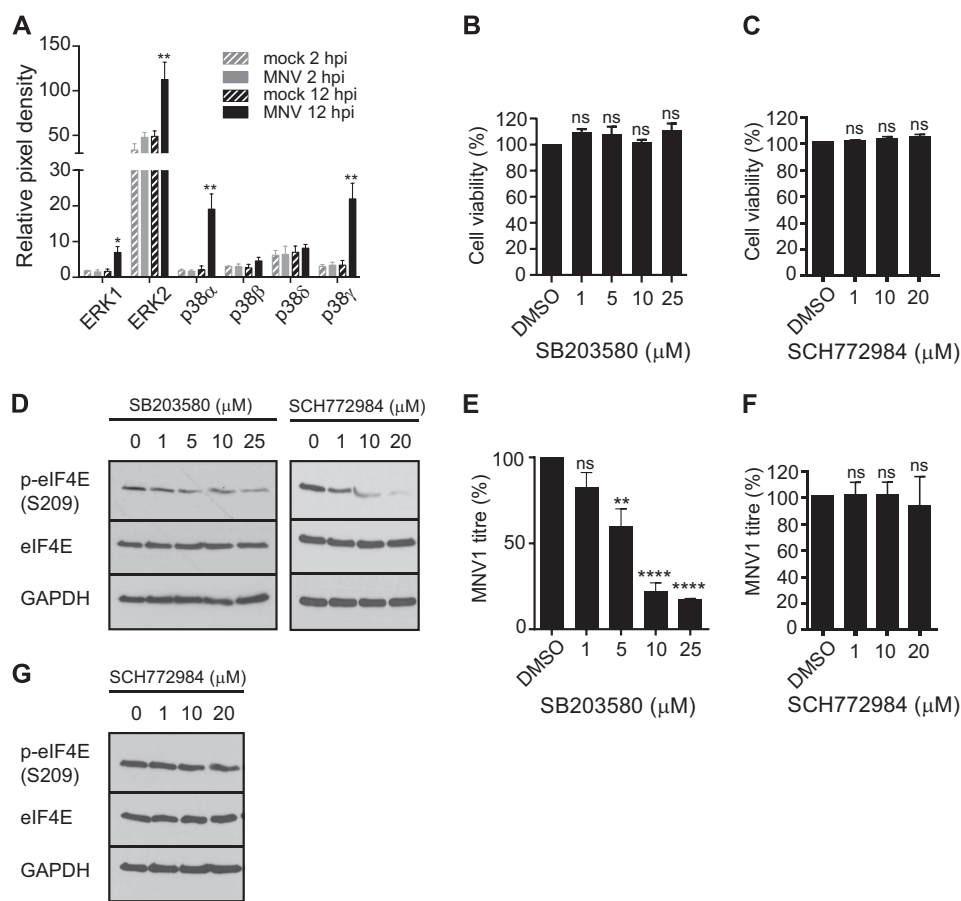 A
Relative pixel density
150
100
50
30
20
10
0
mock 2 hpi
MNV 2 hpi
mock 12 hpi
MNV 12 hpi
*
**
**
**
ERK1
ERK2
p38α
p38β
p38δ
p38γ
B
Cell viability (%)
120
100
80
60
40
20
0
ns
ns
ns
ns
DMSO
1
5
10
25
SB203580 (μM)
C
Cell viability (%)
120
100
80
60
40
20
0
ns ns ns
DMSO
1
10
20
SCH772984 (μM)
D
SB203580 (μM)
0 1 5 10 25
SCH772984 (μM)
0 1 10 20
p-eIF4E
(S209)
eIF4E
GAPDH
E
MNV1 titre (%)
100
50
0
ns
**
****
****
DMSO
1
5
10
25
SB203580 (μM)
F
MNV1 titre (%)
120
100
80
60
40
80
0
ns ns ns
DMSO
1
10
20
SCH772984 (μM)
G
SCH772984 (μM)
0 1 10 20
p-eIF4E
(S209)
eIF4E
GAPDH